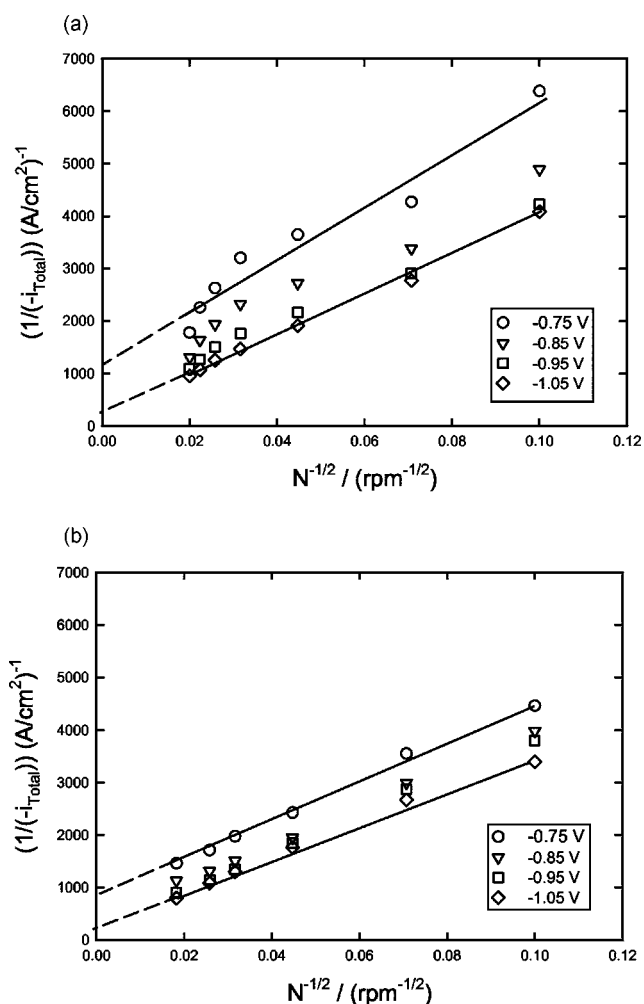 (a)
7000
6000
5000
4000
3000
2000
1000
0
(1/(-i_Total)) (A/cm²)⁻¹
-0.75 V
-0.85 V
-0.95 V
-1.05 V
0.00 0.02 0.04 0.06 0.08 0.10 0.12
N⁻¹/² / (rpm⁻¹/²)
(b)
7000
6000
5000
4000
3000
2000
1000
0
(1/(-i_Total)) (A/cm²)⁻¹
-0.75 V
-0.85 V
-0.95 V
-1.05 V
0.00 0.02 0.04 0.06 0.08 0.10 0.12
N⁻¹/² / (rpm⁻¹/²)